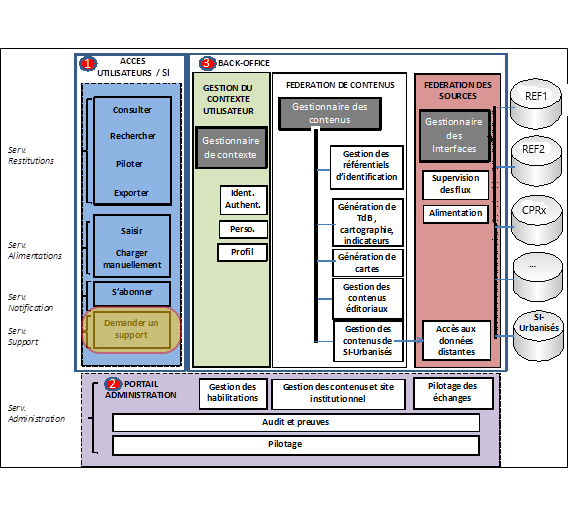 1
ACCES
UTILISATEURS / SI
3
BACK-OFFICE
Serv.
Restitutions
Consulter
Rechercher
Piloter
Exporter
Serv.
Alimentations
Saisir
Charger
manuellement
Serv.
Notification
S'abonner
Serv.
Support
Demander un
support
GESTION DU
CONTEXTE
UTILISATEUR
Gestionnaire
de contexte
Ident.
Authent.
Perso.
Profil
FEDERATION DE CONTENUS
Gestionnaire des
contenus
Gestion des
référentiels
d'identification
Génération de
TdB,
cartographie,
indicateurs
Génération de
cartes
Gestion des
contenus
éditoriaux
Gestion des
contenus de
SI-Urbanisés
FEDERATION DES
SOURCES
Gestionnaire
des
Interfaces
Supervision
des flux
Alimentation
Accès aux
données
distantes
REF1
REF2
CPRx
...
SI-
Urbanisés
Serv.
Administration
2
PORTAIL
ADMINISTRATION
Gestion des
habilitations
Gestion des contenus et site
institutionnel
Pilotage des
échanges
Audit et preuves
Pilotage